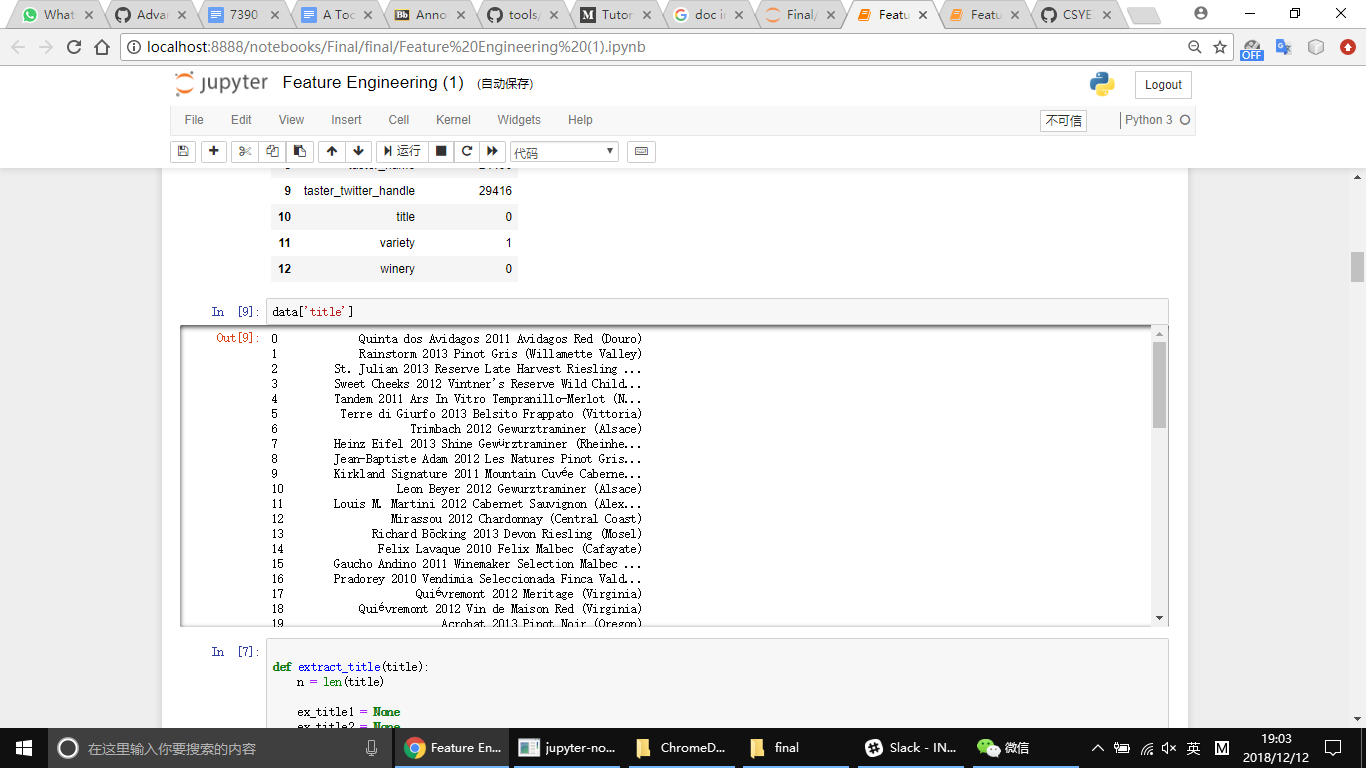 What
Advan
7390
A Toc
Anno
tools/
Tutor
doc in
Final/
Featu
Featu
CSYE
localhost:8888/notebooks/Final/final/Feature%20Engineering%20(1).ipynb
OFF
jupyter Feature Engineering (1) (自动保存)
Logout
File Edit View Insert Cell Kernel Widgets Help
不可信 Python 3
运行 代码
9 taster_twitter_handle 29416
10 title 0
11 variety 1
12 winery 0
In [9]: data['title']
Out[9]: 0 Quinta dos Avidagos 2011 Avidagos Red (Douro)
1 Rainstorm 2013 Pinot Gris (Willamette Valley)
2 St. Julian 2013 Reserve Late Harvest Riesling ...
3 Sweet Cheeks 2012 Vintner's Reserve Wild Child...
4 Tandem 2011 Ars In Vitro Tempranillo-Merlot (N...
5 Terre di Giurfo 2013 Belsito Frappato (Vittoria)
6 Trimbach 2012 Gewurztraminer (Alsace)
7 Heinz Eifel 2013 Shine Gewürztraminer (Rheinhe...
8 Jean-Baptiste Adam 2012 Les Natures Pinot Gris...
9 Kirkland Signature 2011 Mountain Cuvée Caberne...
10 Leon Beyer 2012 Gewurztraminer (Alsace)
11 Louis M. Martini 2012 Cabernet Sauvignon (Alex...
12 Mirassou 2012 Chardonnay (Central Coast)
13 Richard Böcking 2013 Devon Riesling (Mosel)
14 Felix Lavaque 2010 Felix Malbec (Cafayate)
15 Gaucho Andino 2011 Winemaker Selection Malbec ...
16 Pradorey 2010 Vendimia Seleccionada Finca Vald...
17 Quiévremont 2012 Meritage (Virginia)
18 Quiévremont 2012 Vin de Maison Red (Virginia)
19 Acrobat 2013 Pinot Noir (Oregon)
In [7]:
def extract_title(title):
n = len(title)
ex_title1 = None
ex_title2 = None
在这里输入你要搜索的内容
Feature En...
jupyter-no...
ChromeD...
final
Slack - IN...
微信
英
M
19:03
2018/12/12